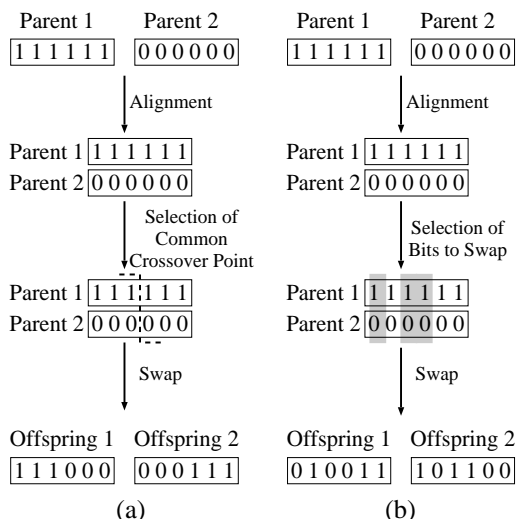 Parent 1 Parent 2
1 1 1 1 1 1 0 0 0 0 0 0
Alignment
Parent 1 1 1 1 1 1 1
Parent 2 0 0 0 0 0 0
Selection of
Common
Crossover Point
Parent 1 1 1 1 1 1 1
Parent 2 0 0 0 0 0 0
Swap
Offspring 1 Offspring 2
1 1 1 0 0 0 0 0 0 1 1 1
(a)
Parent 1 Parent 2
1 1 1 1 1 1 0 0 0 0 0 0
Alignment
Parent 1 1 1 1 1 1 1
Parent 2 0 0 0 0 0 0
Selection of
Bits to Swap
Parent 1 1 1 1 1 1 1
Parent 2 0 0 0 0 0 0
Swap
Offspring 1 Offspring 2
0 1 0 0 1 1 1 0 1 1 0 0
(b)